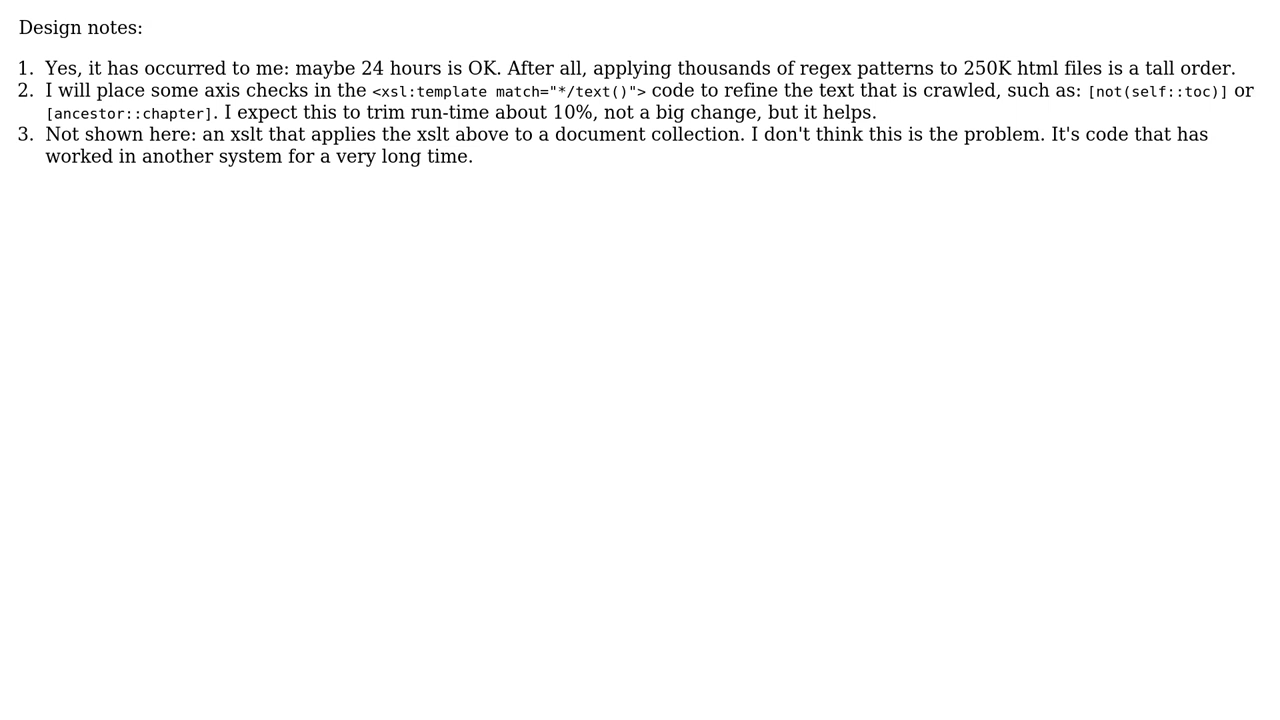 Design notes:
1. Yes, it has occurred to me: maybe 24 hours is OK. After all, applying thousands of regex patterns to 250K html files is a tall order.
2. I will place some axis checks in the <xsl:template match="*/text()"> code to refine the text that is crawled, such as: [not(self::toc)] or
[ancestor::chapter]. I expect this to trim run-time about 10%, not a big change, but it helps.
3. Not shown here: an xslt that applies the xslt above to a document collection. I don't think this is the problem. It's code that has
worked in another system for a very long time.